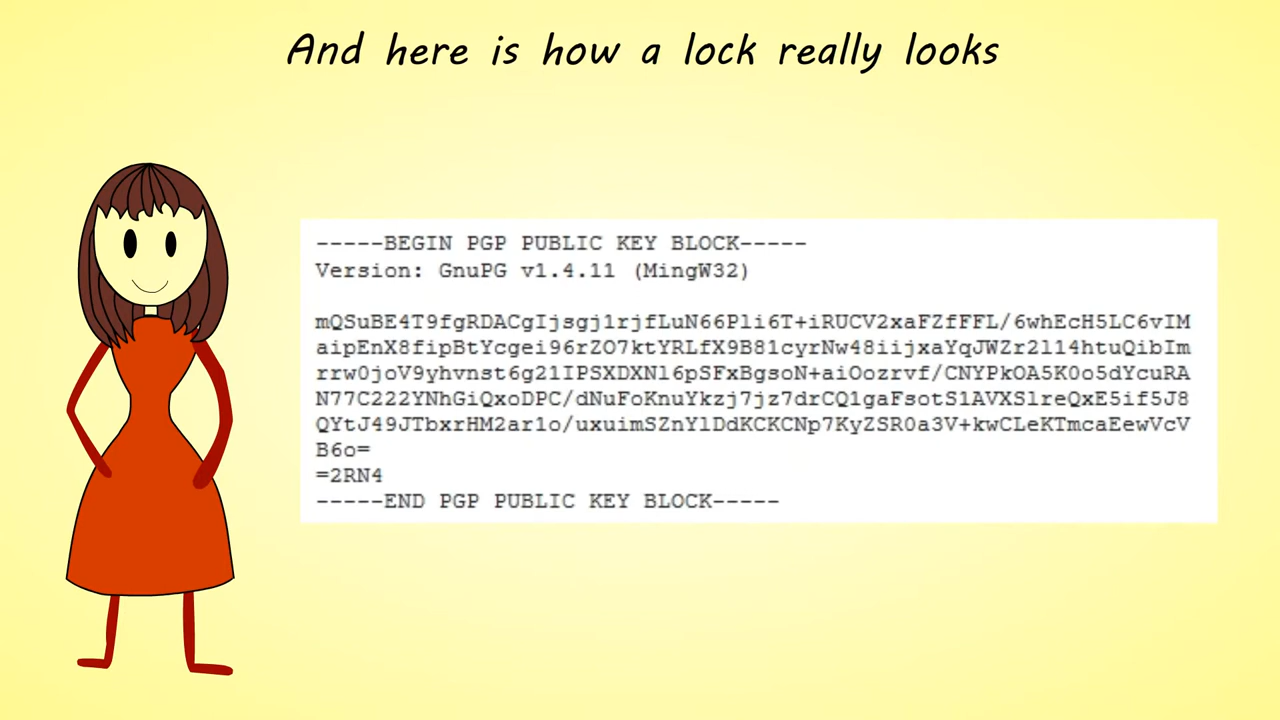 And here is how a lock really looks
-----BEGIN PGP PUBLIC KEY BLOCK-----
Version: GnuPG v1.4.11 (MingW32)
mQSuBE4T9fgRDACgIjsgj1rjfLuN66Pli6T+iRUCV2xaFZfFFL/6whEcH5LC6vIM
aipEnX8fipBtYcgei96rZO7ktYRLfX9B81cyrNw48iijxaYqJWZr2l14htuQibIm
rrw0joV9yhvnst6g21IPSXDXNl6pSFxBgsoN+aiOozrvf/CNYPkOA5K0o5dYcuRA
N77C222YNhGiQxoDPC/dNuFoKnuYkzj7jz7drCQ1gaFsotS1AVXSlreQxE5if5J8
QYtJ49JTbxrHM2ar1o/uxuimSZnYlDdKCKCNp7KyZSR0a3V+kwCLeKTmcaEewVcV
B6o=
=2RN4
-----END PGP PUBLIC KEY BLOCK-----